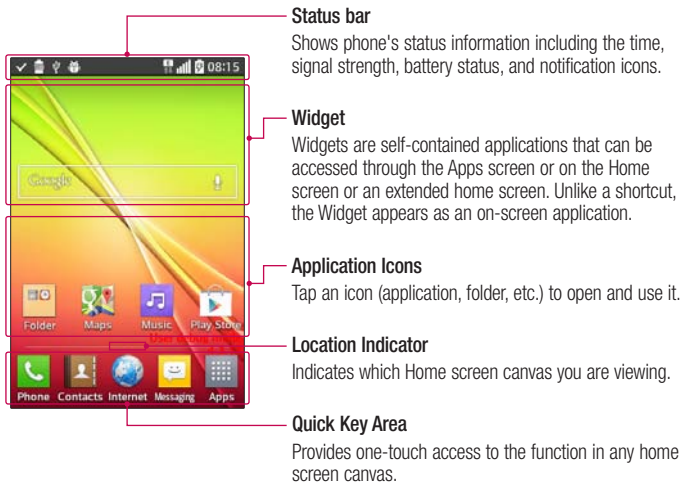 Status bar
Shows phone's status information including the time,
signal strength, battery status, and notification icons.
08:15
Widget
Widgets are self-contained applications that can be
accessed through the Apps screen or on the Home
screen or an extended home screen. Unlike a shortcut,
the Widget appears as an on-screen application.
Google
Application Icons
Tap an icon (application, folder, etc.) to open and use it.
Folder Maps Music Play Store
User debug mode
Location Indicator
Indicates which Home screen canvas you are viewing.
Phone Contacts Internet Messaging Apps
Quick Key Area
Provides one-touch access to the function in any home
screen canvas.